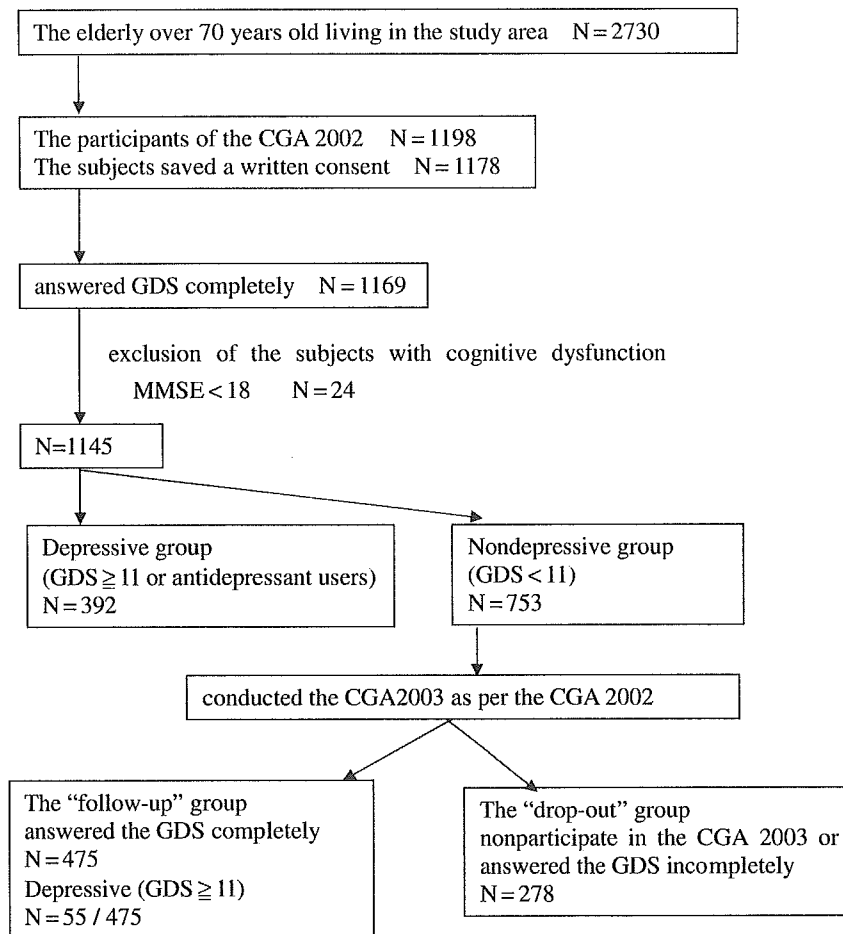 The elderly over 70 years old living in the study area N=2730
The participants of the CGA 2002 N=1198
The subjects saved a written consent N=1178
answered GDS completely N=1169
exclusion of the subjects with cognitive dysfunction
MMSE<18 N=24
N=1145
Depressive group
(GDS≧11 or antidepressant users)
N=392
Nondepressive group
(GDS<11)
N=753
conducted the CGA2003 as per the CGA 2002
The “follow-up” group
answered the GDS completely
N=475
Depressive (GDS≧11)
N=55/475
The “drop-out” group
nonparticipate in the CGA 2003 or
answered the GDS incompletely
N=278